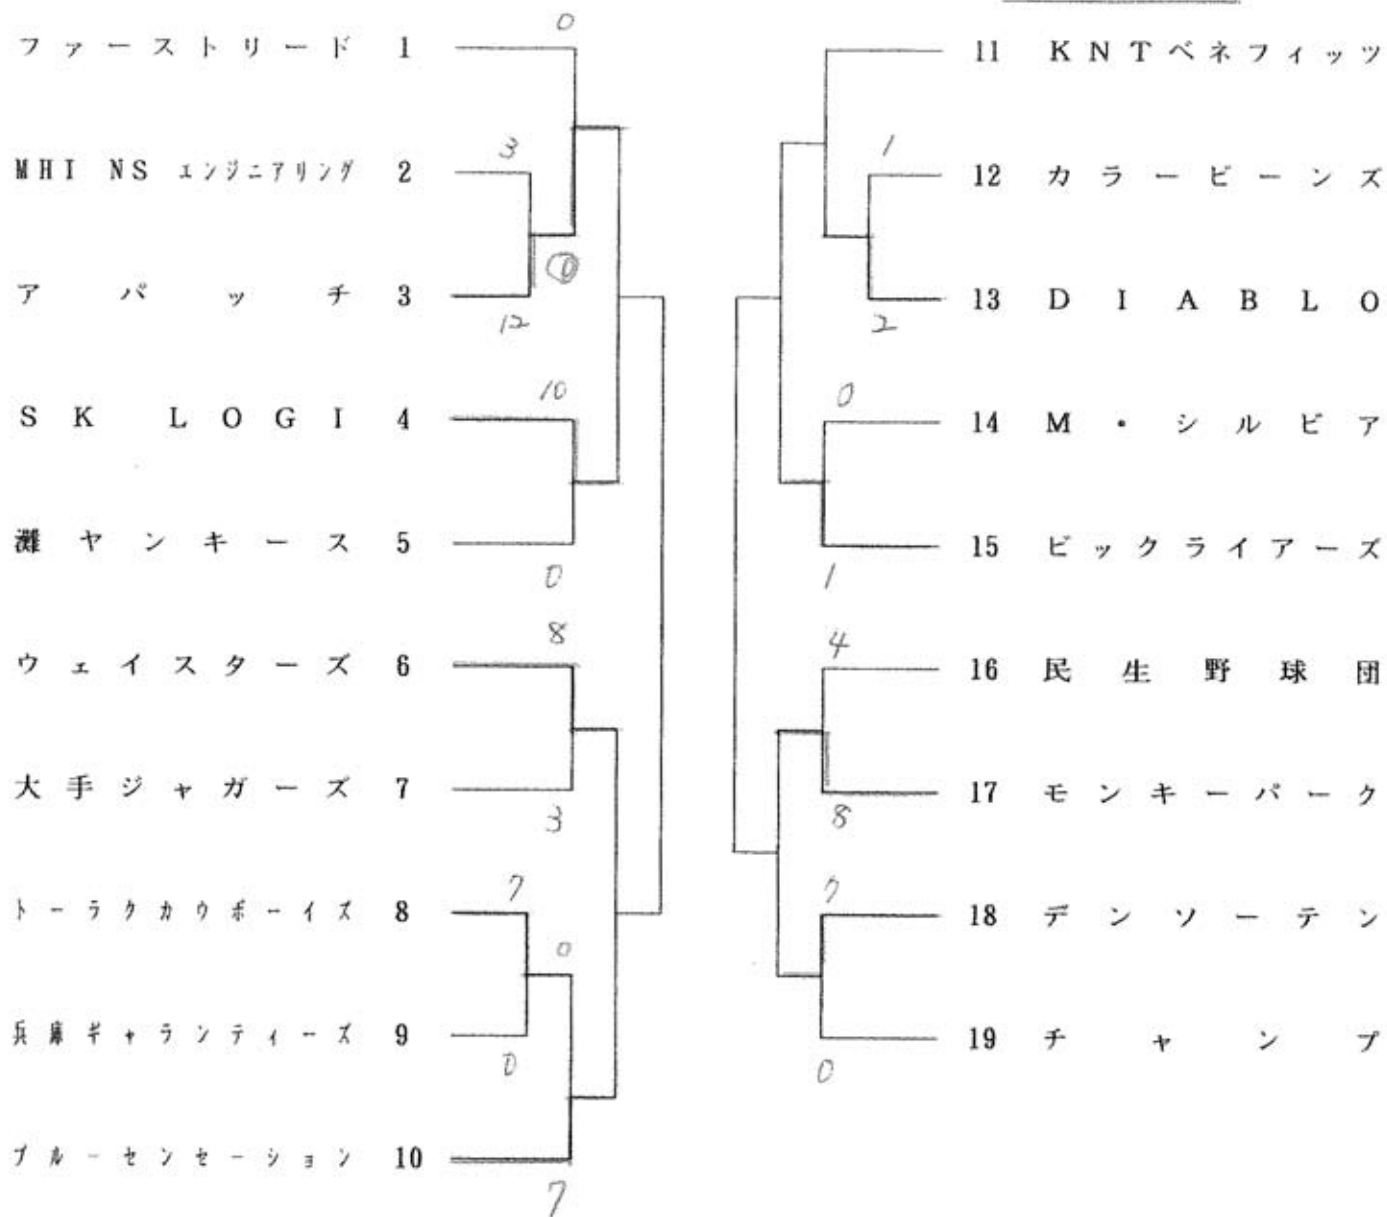 0
ファーストリード 1
3
MHI NS エンジニアリング 2
⓪
アパッチ 3
12
10
SK LOGI 4
灘ヤンキース 5
0
8
ウェイスターズ 6
大手ジャガーズ 7
3
7
トーラクカウボーイズ 8
0
兵庫ギャランティーズ 9
0
ブルーセンセーション 10
7
11 KNTベネフィッツ
1
12 カラービーンズ
13 DIABLO
2
0
14 M・シルビア
15 ビックライアーズ
1
4
16 民生野球団
17 モンキーパーク
8
7
18 デンソーテン
19 チャンプ
0